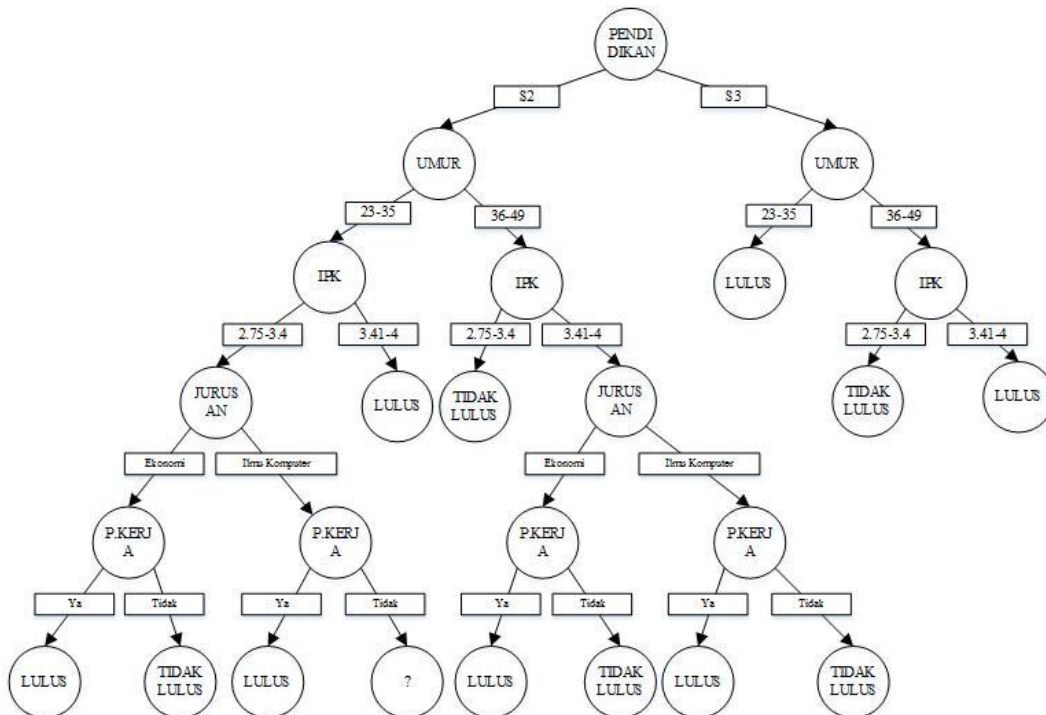 PENDI
DIKAN
S2
S3
UMUR
UMUR
23-35
36-49
23-35
36-49
IPK
IPK
LULUS
IPK
2.75-3.4
3.41-4
2.75-3.4
3.41-4
2.75-3.4
3.41-4
JURUS
AN
LULUS
TIDAK
LULUS
JURUS
AN
TIDAK
LULUS
LULUS
Ekonomi
Ilmu Komputer
Ekonomi
Ilmu Komputer
P.KERJ
A
P.KERJ
A
P.KERJ
A
P.KERJ
A
Ya
Tidak
Ya
Tidak
Ya
Tidak
Ya
Tidak
LULUS
TIDAK
LULUS
LULUS
?
LULUS
TIDAK
LULUS
LULUS
TIDAK
LULUS